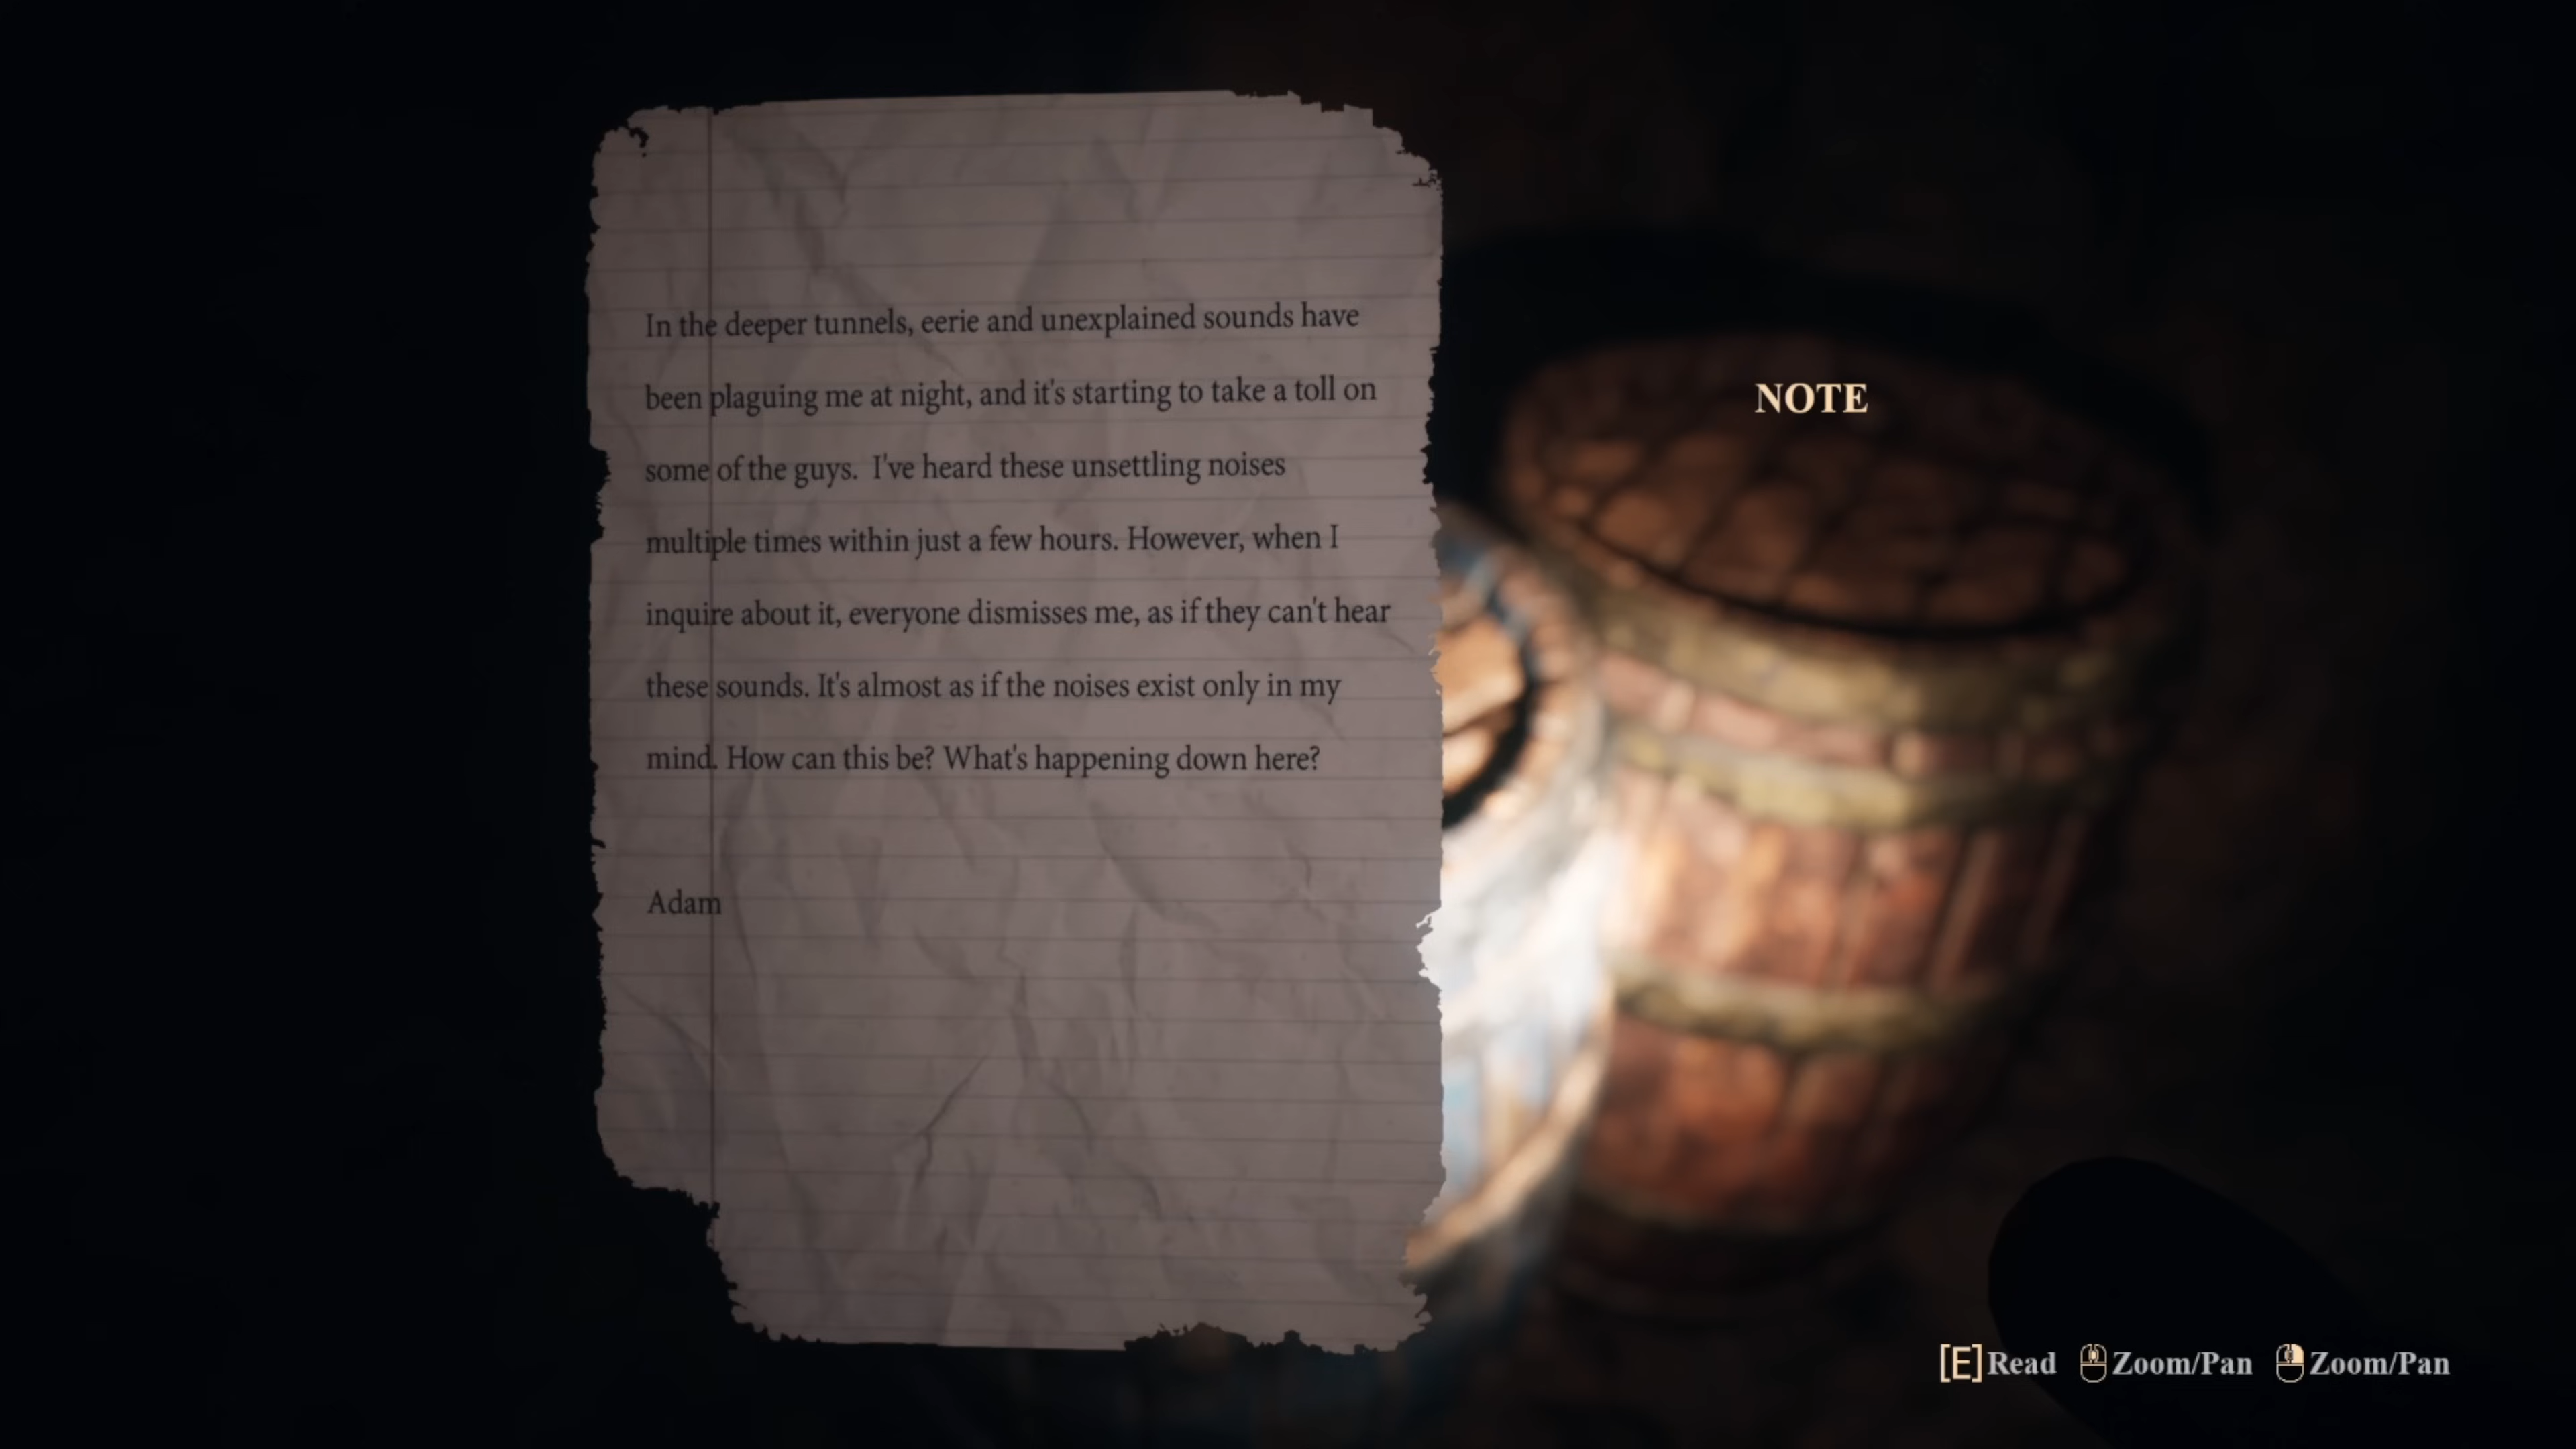 In the deeper tunnels, eerie and unexplained sounds have
been plaguing me at night, and it's starting to take a toll on
some of the guys.  I've heard these unsettling noises
multiple times within just a few hours. However, when I
inquire about it, everyone dismisses me, as if they can't hear
these sounds. It's almost as if the noises exist only in my
mind. How can this be? What's happening down here?
Adam
NOTE
[E] Read Zoom/Pan Zoom/Pan